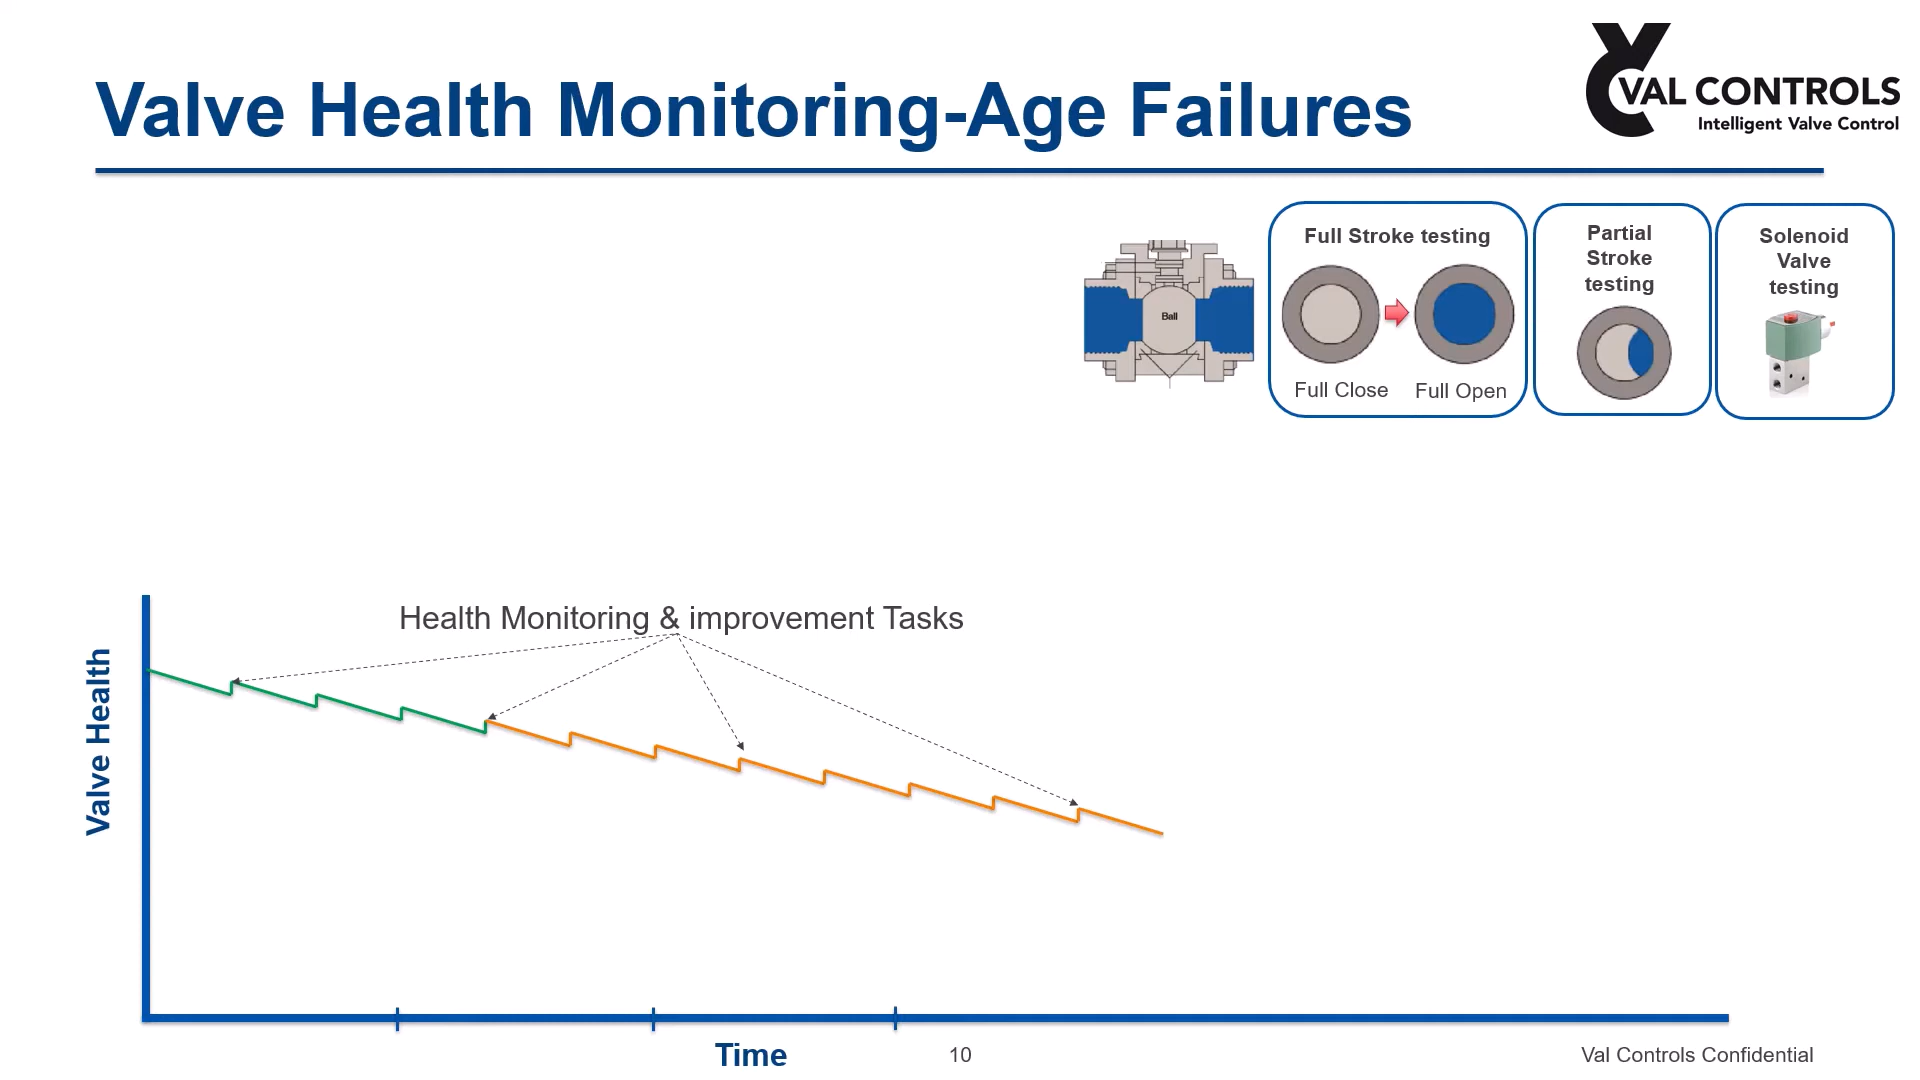 Valve Health Monitoring-Age Failures
VAL CONTROLS
Intelligent Valve Control
Ball
Full Stroke testing
Full Close
Full Open
Partial
Stroke
testing
Solenoid
Valve
testing
Health Monitoring & improvement Tasks
Valve Health
Time
10
Val Controls Confidential